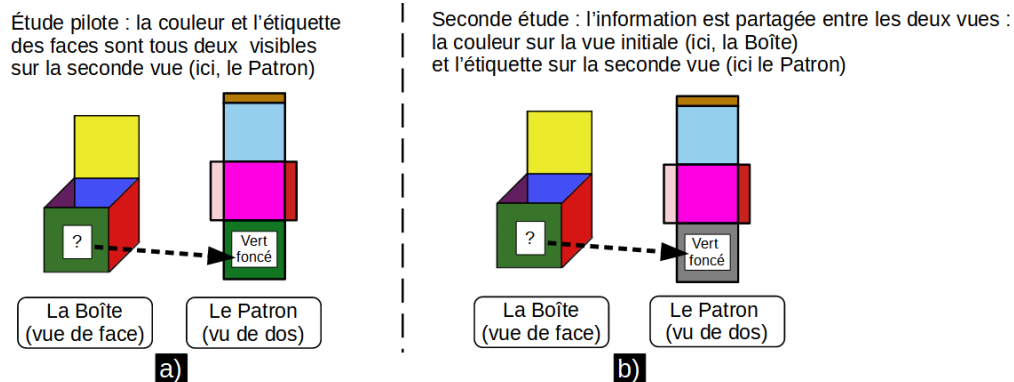 Étude pilote : la couleur et l'étiquette
des faces sont tous deux visibles
sur la seconde vue (ici, le Patron)
?
Vert
foncé
La Boîte
(vue de face)
Le Patron
(vu de dos)
a)
Seconde étude : l'information est partagée entre les deux vues :
la couleur sur la vue initiale (ici, la Boîte)
et l'étiquette sur la seconde vue (ici le Patron)
?
Vert
foncé
La Boîte
(vue de face)
Le Patron
(vu de dos)
b)